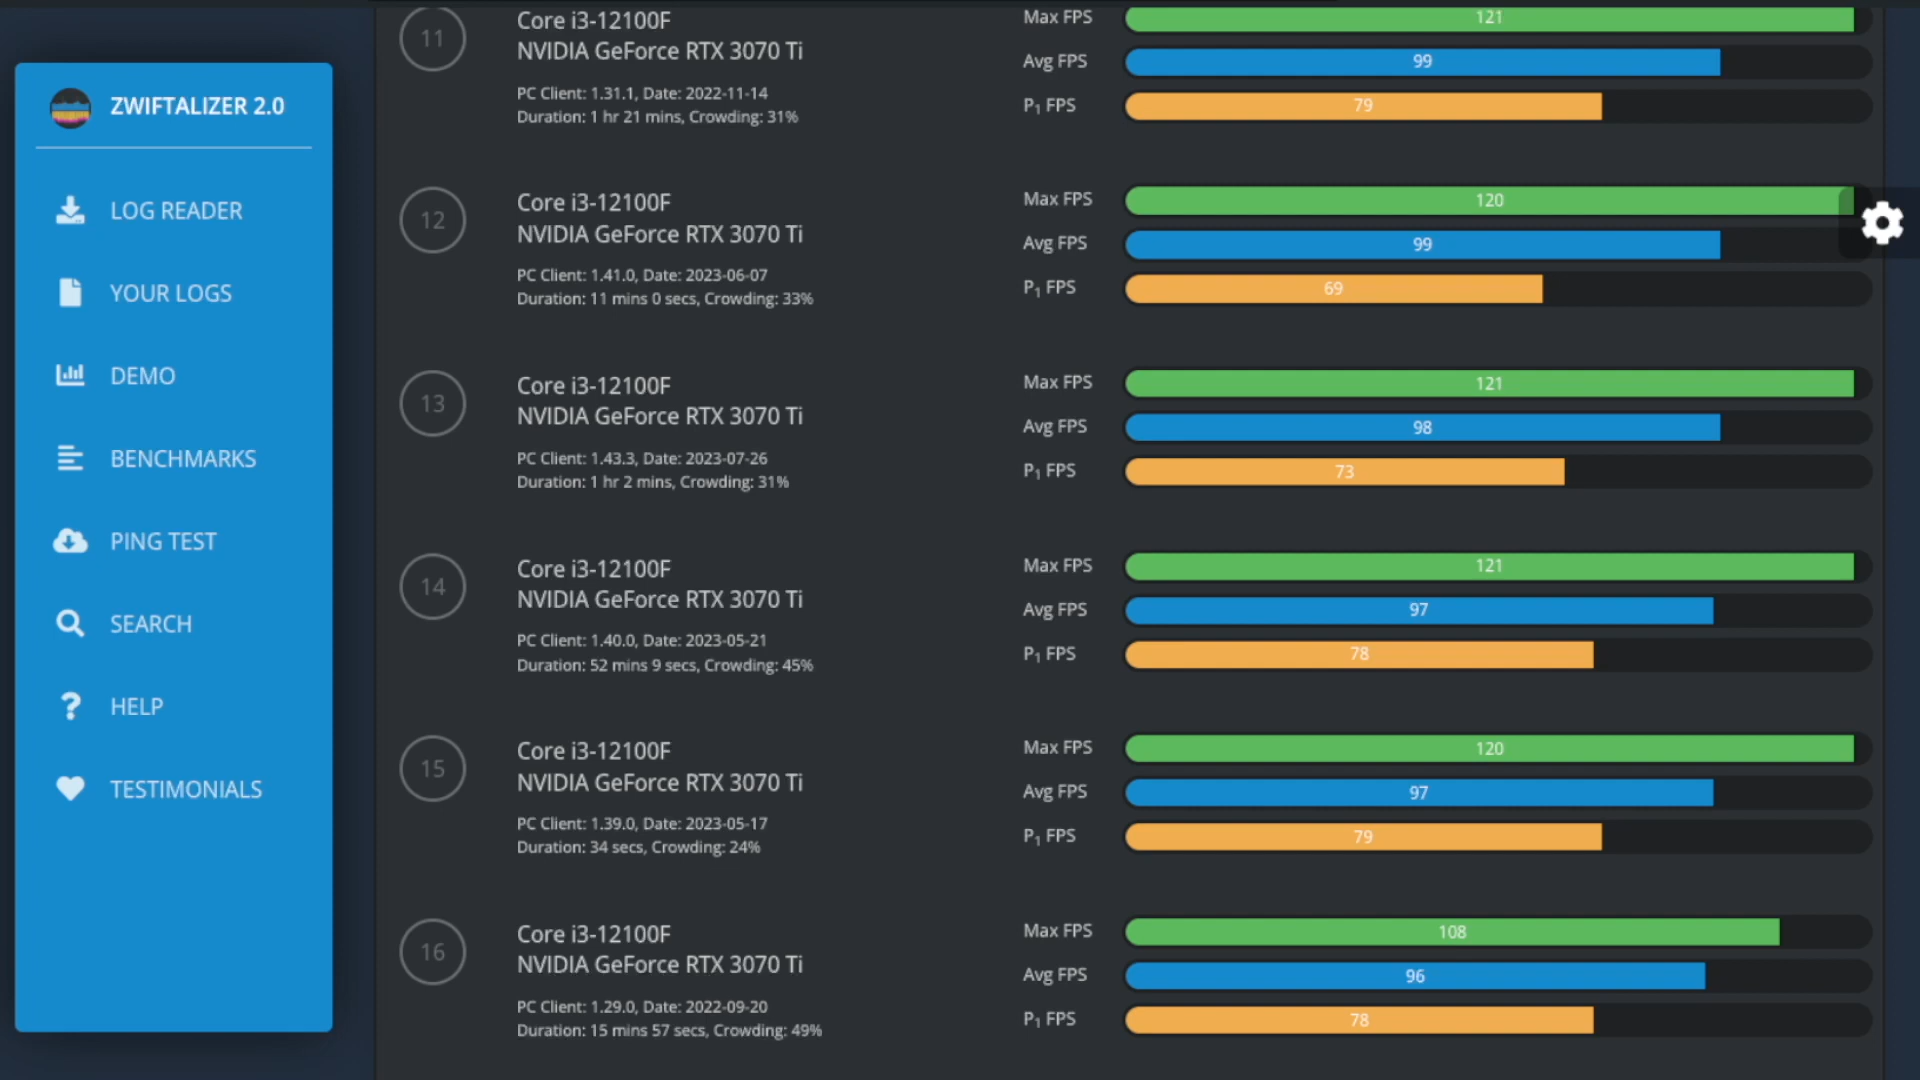 ZWIFTALIZER 2.0
LOG READER
YOUR LOGS
DEMO
BENCHMARKS
PING TEST
SEARCH
HELP
TESTIMONIALS
11
Core i3-12100F
NVIDIA GeForce RTX 3070 Ti
PC Client: 1.31.1, Date: 2022-11-14
Duration: 1 hr 21 mins, Crowding: 31%
Max FPS 121
Avg FPS 99
P1 FPS 79
12
Core i3-12100F
NVIDIA GeForce RTX 3070 Ti
PC Client: 1.41.0, Date: 2023-06-07
Duration: 11 mins 0 secs, Crowding: 33%
Max FPS 120
Avg FPS 99
P1 FPS 69
13
Core i3-12100F
NVIDIA GeForce RTX 3070 Ti
PC Client: 1.43.3, Date: 2023-07-26
Duration: 1 hr 2 mins, Crowding: 31%
Max FPS 121
Avg FPS 98
P1 FPS 73
14
Core i3-12100F
NVIDIA GeForce RTX 3070 Ti
PC Client: 1.40.0, Date: 2023-05-21
Duration: 52 mins 9 secs, Crowding: 45%
Max FPS 121
Avg FPS 97
P1 FPS 78
15
Core i3-12100F
NVIDIA GeForce RTX 3070 Ti
PC Client: 1.39.0, Date: 2023-05-17
Duration: 34 secs, Crowding: 24%
Max FPS 120
Avg FPS 97
P1 FPS 79
16
Core i3-12100F
NVIDIA GeForce RTX 3070 Ti
PC Client: 1.29.0, Date: 2022-09-20
Duration: 15 mins 57 secs, Crowding: 49%
Max FPS 108
Avg FPS 96
P1 FPS 78